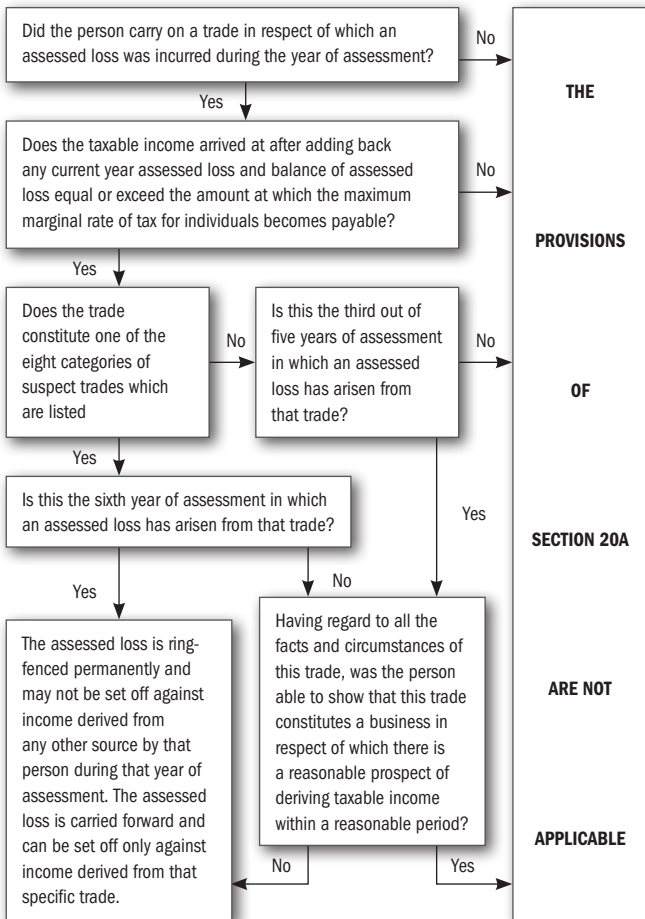 Did the person carry on a trade in respect of which an
assessed loss was incurred during the year of assessment?
No
Yes
Does the taxable income arrived at after adding back
any current year assessed loss and balance of assessed
loss equal or exceed the amount at which the maximum
marginal rate of tax for individuals becomes payable?
No
Yes
Does the trade
constitute one of the
eight categories of
suspect trades which
are listed
No
Is this the third out of
five years of assessment
in which an assessed
loss has arisen from
that trade?
No
Yes
Yes
Is this the sixth year of assessment in which
an assessed loss has arisen from that trade?
Yes
No
The assessed loss is ring-
fenced permanently and
may not be set off against
income derived from
any other source by that
person during that year of
assessment. The assessed
loss is carried forward and
can be set off only against
income derived from that
specific trade.
Having regard to all the
facts and circumstances of
this trade, was the person
able to show that this trade
constitutes a business in
respect of which there is
a reasonable prospect of
deriving taxable income
within a reasonable period?
No
Yes
THE
PROVISIONS
OF
SECTION 20A
ARE NOT
APPLICABLE